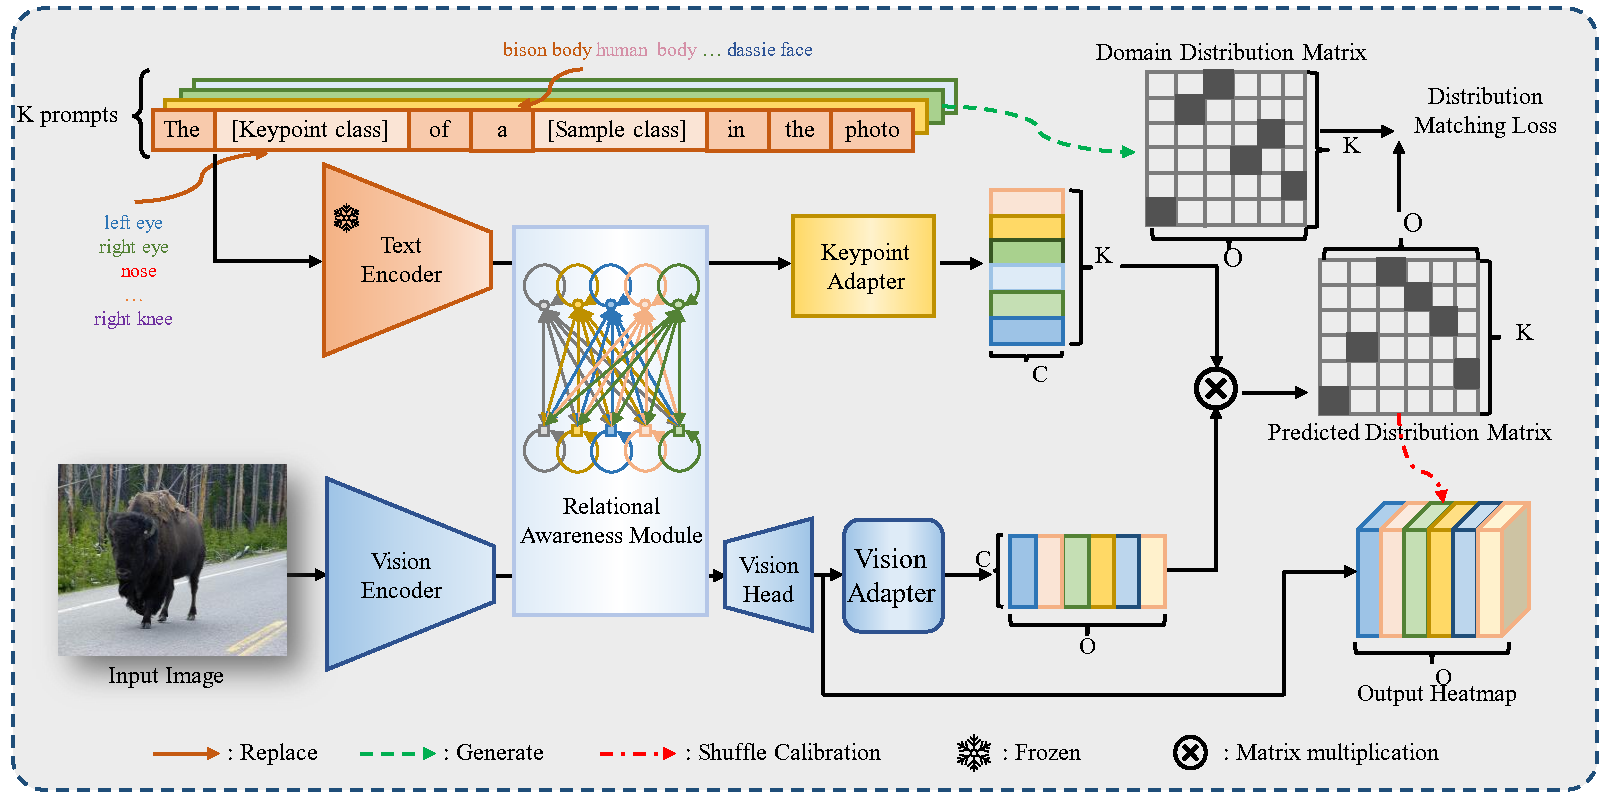 bison body human body … dassie face
K prompts
The [Keypoint class] of a [Sample class] in the photo
Domain Distribution Matrix
K
O
Distribution
Matching Loss
left eye
right eye
nose
…
right knee
Text
Encoder
Keypoint
Adapter
K
C
O
K
Predicted Distribution Matrix
Relational
Awareness Module
Input Image
Vision
Encoder
Vision
Head
Vision
Adapter
C
O
O
Output Heatmap
: Replace
: Generate
: Shuffle Calibration
: Frozen
: Matrix multiplication